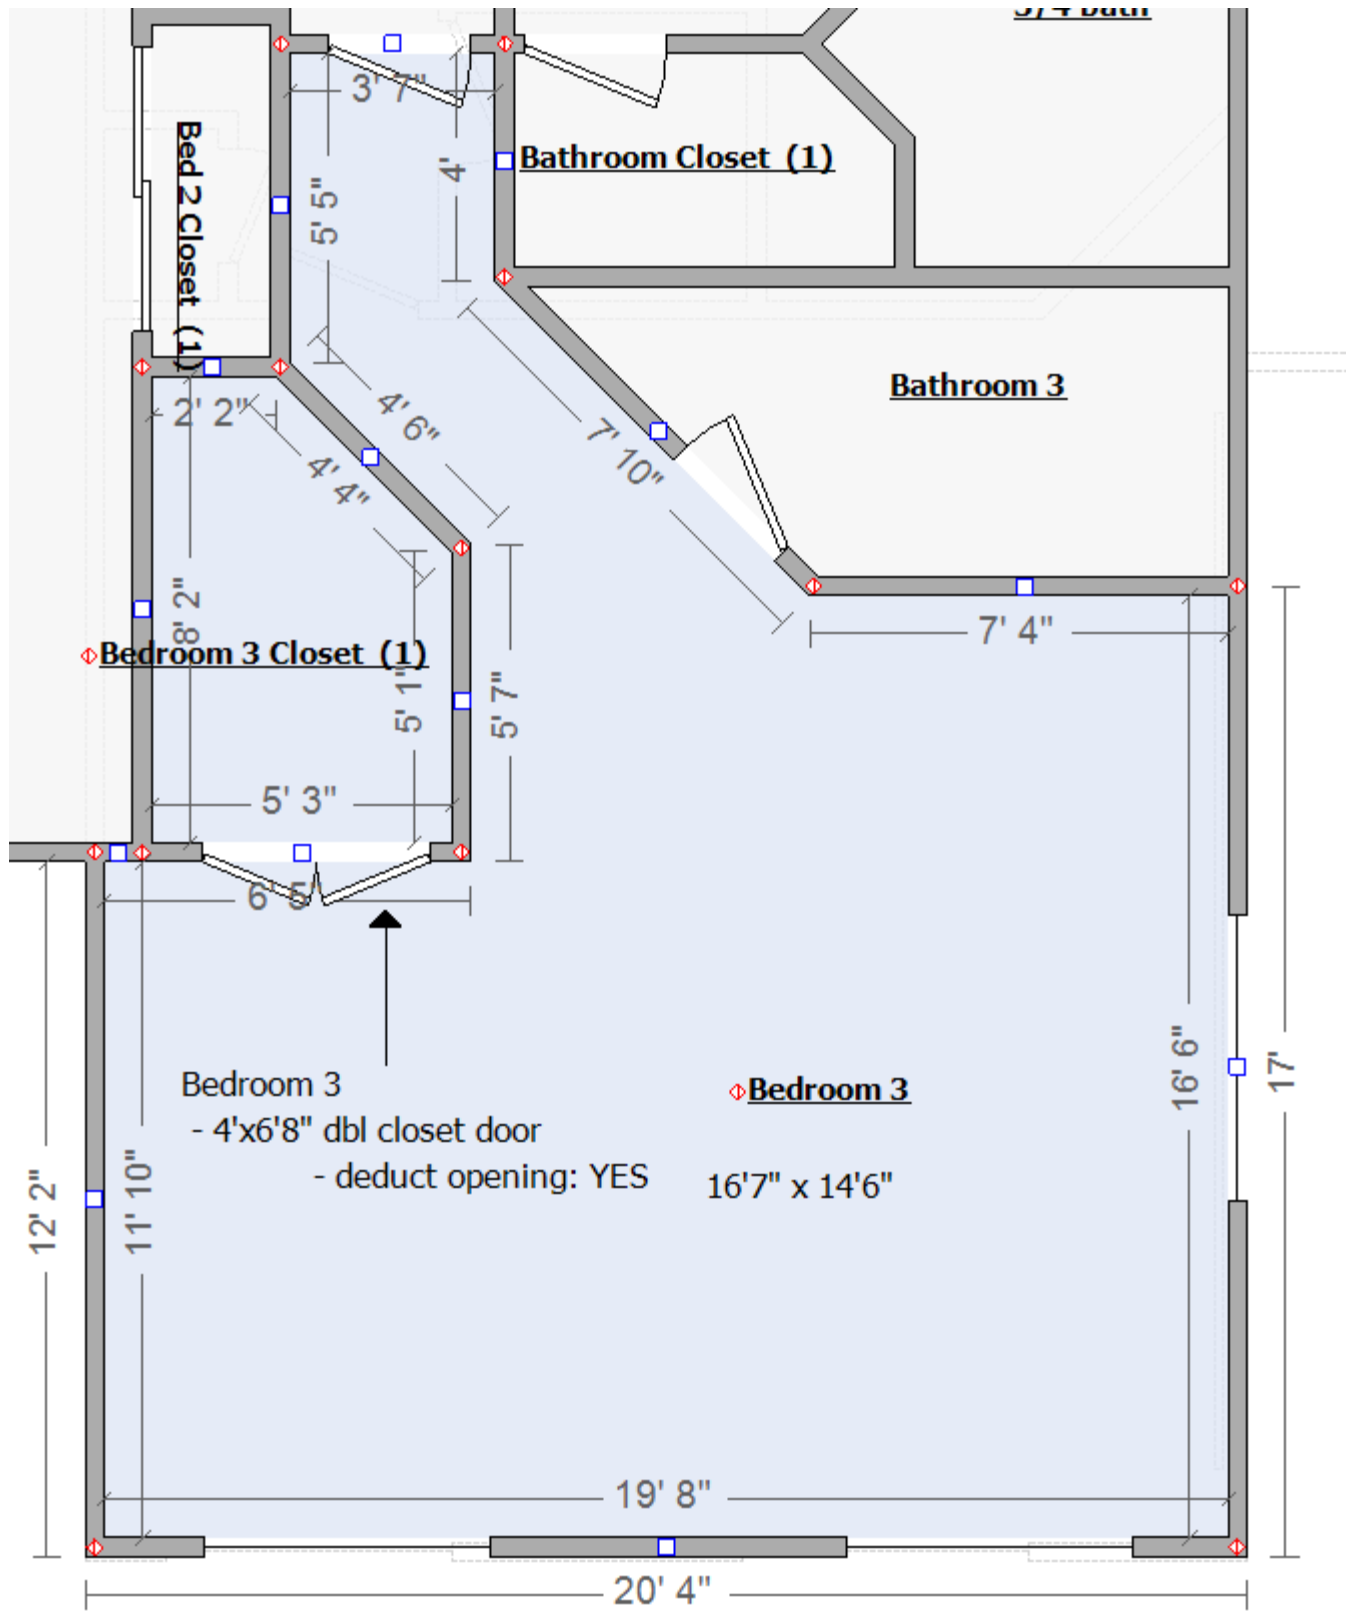 3/4 Bath
3' 7"
Bed 2 Closet (1)
5' 5"
4'
Bathroom Closet (1)
Bathroom 3
2' 2"
4' 6"
4' 4"
7' 10"
8' 2"
7' 4"
Bedroom 3 Closet (1)
5' 1"
5' 7"
5' 3"
6' 5"
Bedroom 3
- 4'x6'8" dbl closet door
- deduct opening: YES
Bedroom 3
16'7" x 14'6"
16' 6"
17'
12' 2"
11' 10"
19' 8"
20' 4"